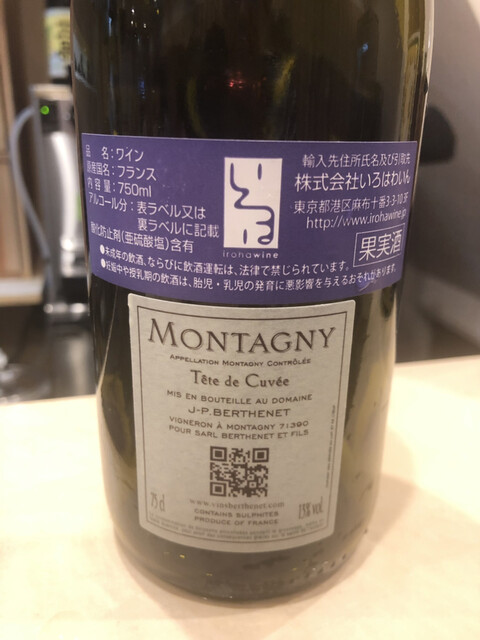 品名：ワイン
原産国名：フランス
内容量：750ml
アルコール分：表ラベル又は
裏ラベルに記載
酸化防止剤(亜硫酸塩)含有
いろは
irohawine
輸入先住所氏名及び引取先
株式会社いろはわいん
東京都港区麻布十番3-3-10 3F
http://www.irohawine.jp
果実酒
●未成年の飲酒、ならびに飲酒運転は、法律で禁じられています。
●妊娠中や授乳期の飲酒は、胎児・乳児の発育に悪影響を与えるおそれがあります。
MONTAGNY
APPELLATION MONTAGNY CONTRÔLÉE
Tête de Cuvée
MIS EN BOUTEILLE AU DOMAINE
J-P.BERTHENET
VIGNERON À MONTAGNY 71390
POUR SARL BERTHENET ET FILS
www.vinsberthenet.com
75 cl
13% vol.
CONTAINS SULPHITES
PRODUCE OF FRANCE